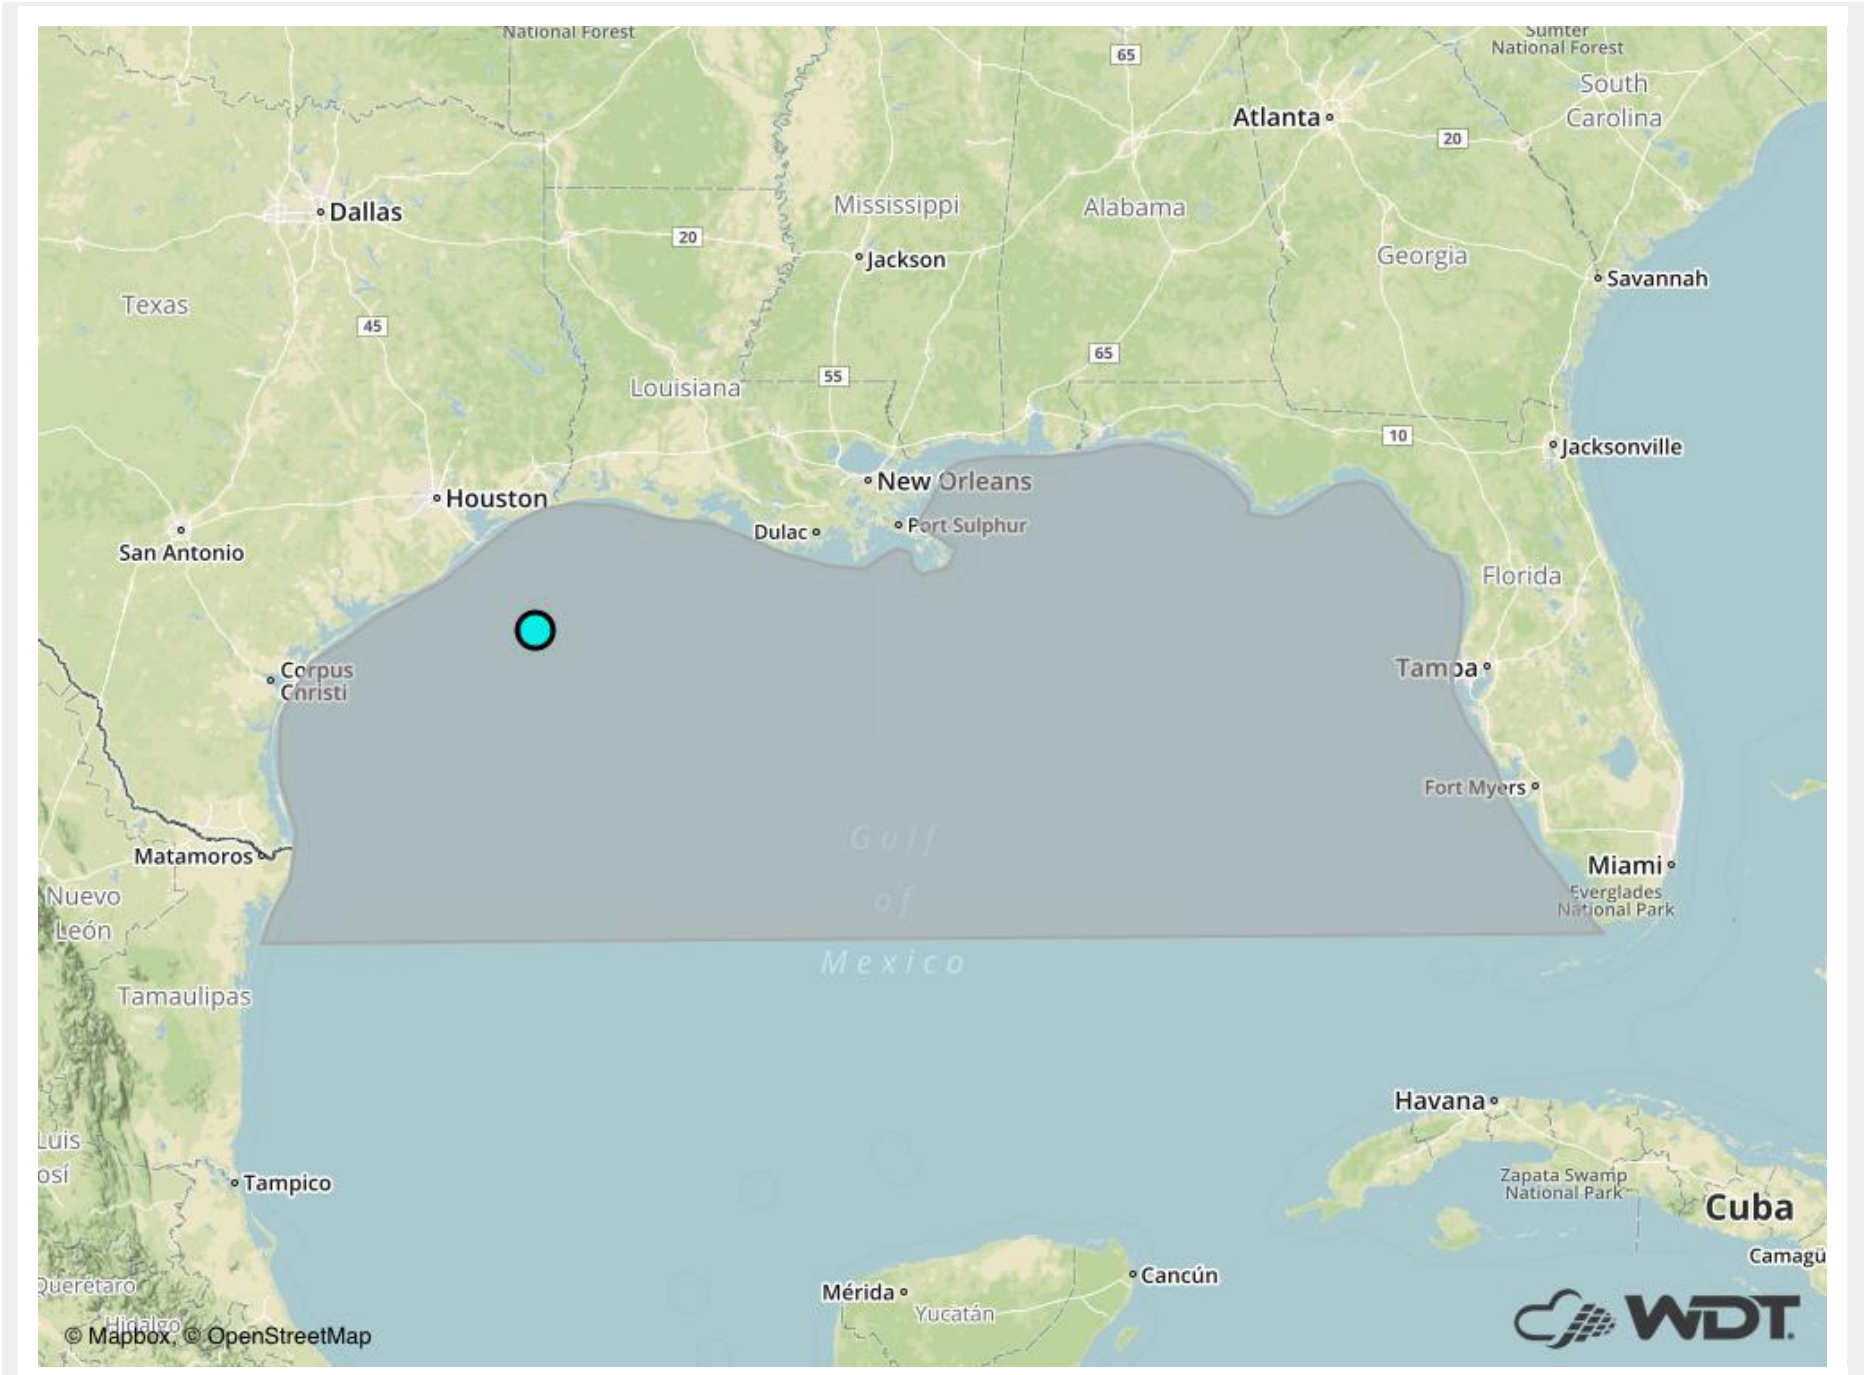 National Forest
65
Sumter
National Forest
South
Carolina
Atlanta
20
Dallas
Mississippi
Alabama
20
Jackson
Georgia
Savannah
Texas
45
65
55
Louisiana
10
Jacksonville
New Orleans
Houston
Port Sulphur
Dulac
San Antonio
Florida
Corpus
Christi
Tampa
Fort Myers
Gulf
of
Mexico
Matamoros
Miami
Everglades
National Park
Nuevo
León
Tamaulipas
Havana
Luis
osí
Tampico
Zapata Swamp
National Park
Cuba
Camagü
Cancún
Mérida
Yucatán
Querétaro
Hidalgo
© Mapbox, © OpenStreetMap
WDT